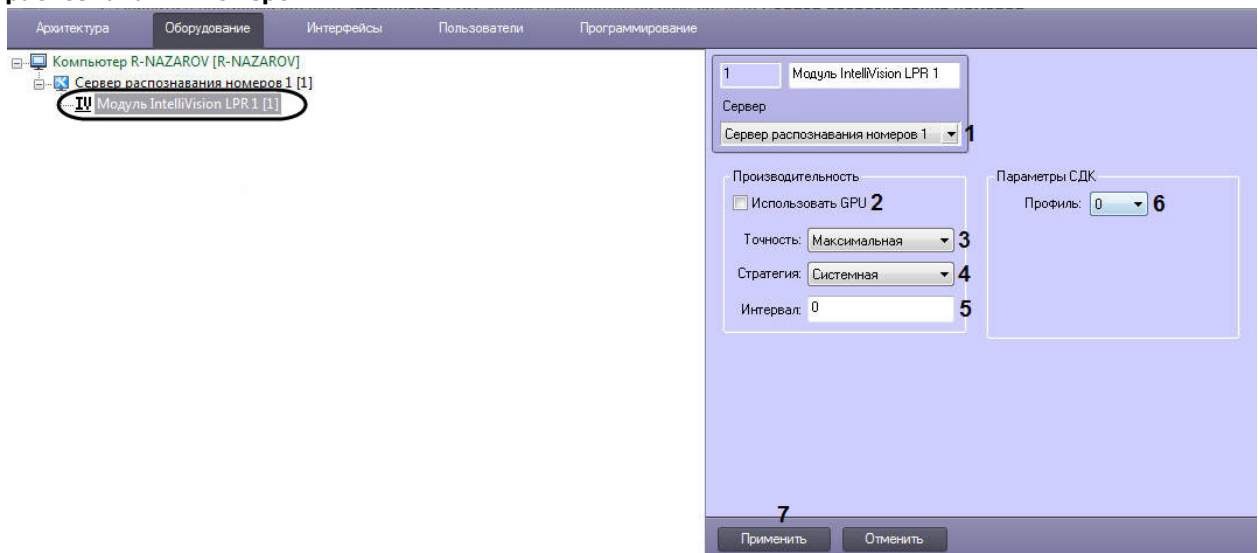 Архитектура Оборудование Интерфейсы Пользователи Программирование
Компьютер R-NAZAROV [R-NAZAROV]
Сервер распознавания номеров 1 [1]
Модуль IntelliVision LPR 1 [1]
1 Модуль IntelliVision LPR 1
Сервер
Сервер распознавания номеров 1 1
Производительность
Использовать GPU 2
Точность: Максимальная 3
Стратегия: Системная 4
Интервал: 0 5
Параметры СДК
Профиль: 0 6
7
Применить Отменить